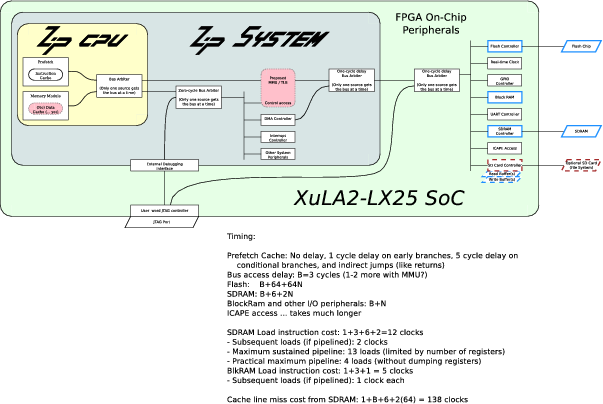 Zip CPU
Zip System
FPGA On-Chip
Peripherals
Prefetch
Instruction
Cache
Memory Module
Cache
Bus Arbiter
(Only one source gets
the bus at a time)
Zero-cycle Bus Arbiter
(Only one source gets
the bus at a time)
Proposed
MMU / TLB
Control access
DMA Controller
Interrupt
Controller
Other System
Peripherals
One-cycle delay
Bus Arbiter
(Only one source gets
the bus at a time)
One-cycle delay
Bus Arbiter
(Only one source gets
the bus at a time)
Flash Controller
Real-time Clock
GPIO
Controller
Block RAM
UART Controller
SDRAM
Controller
ICAPE Access
SD Card Controller
Read Buffer(s)
Write Buffer(s)
Flash Chip
SDRAM
Optional SD Card
(File System)
External Debugging
Interface
User-word JTAG controller
JTAG Port
XuLA2-LX25 SoC
Timing:
Prefetch Cache: No delay, 1 cycle delay on early branches, 5 cycle delay on
conditional branches, and indirect jumps (like returns)
Bus access delay: B=3 cycles (1-2 more with MMU?)
Flash: B+64+64N
SDRAM: B+6+2N
BlockRam and other I/O peripherals: B+N
ICAPE access ... takes much longer
SDRAM Load instruction cost: 1+3+6+2=12 clocks
- Subsequent loads (if pipelined): 2 clocks
- Maximum sustained pipeline: 13 loads (limited by number of registers)
- Practical maximum pipeline: 4 loads (without dumping registers)
BlkRAM Load instruction cost: 1+3+1 = 5 clocks
- Subsequent loads (if pipelined): 1 clock each
Cache line miss cost from SDRAM: 1+B+6+2(64) = 138 clocks